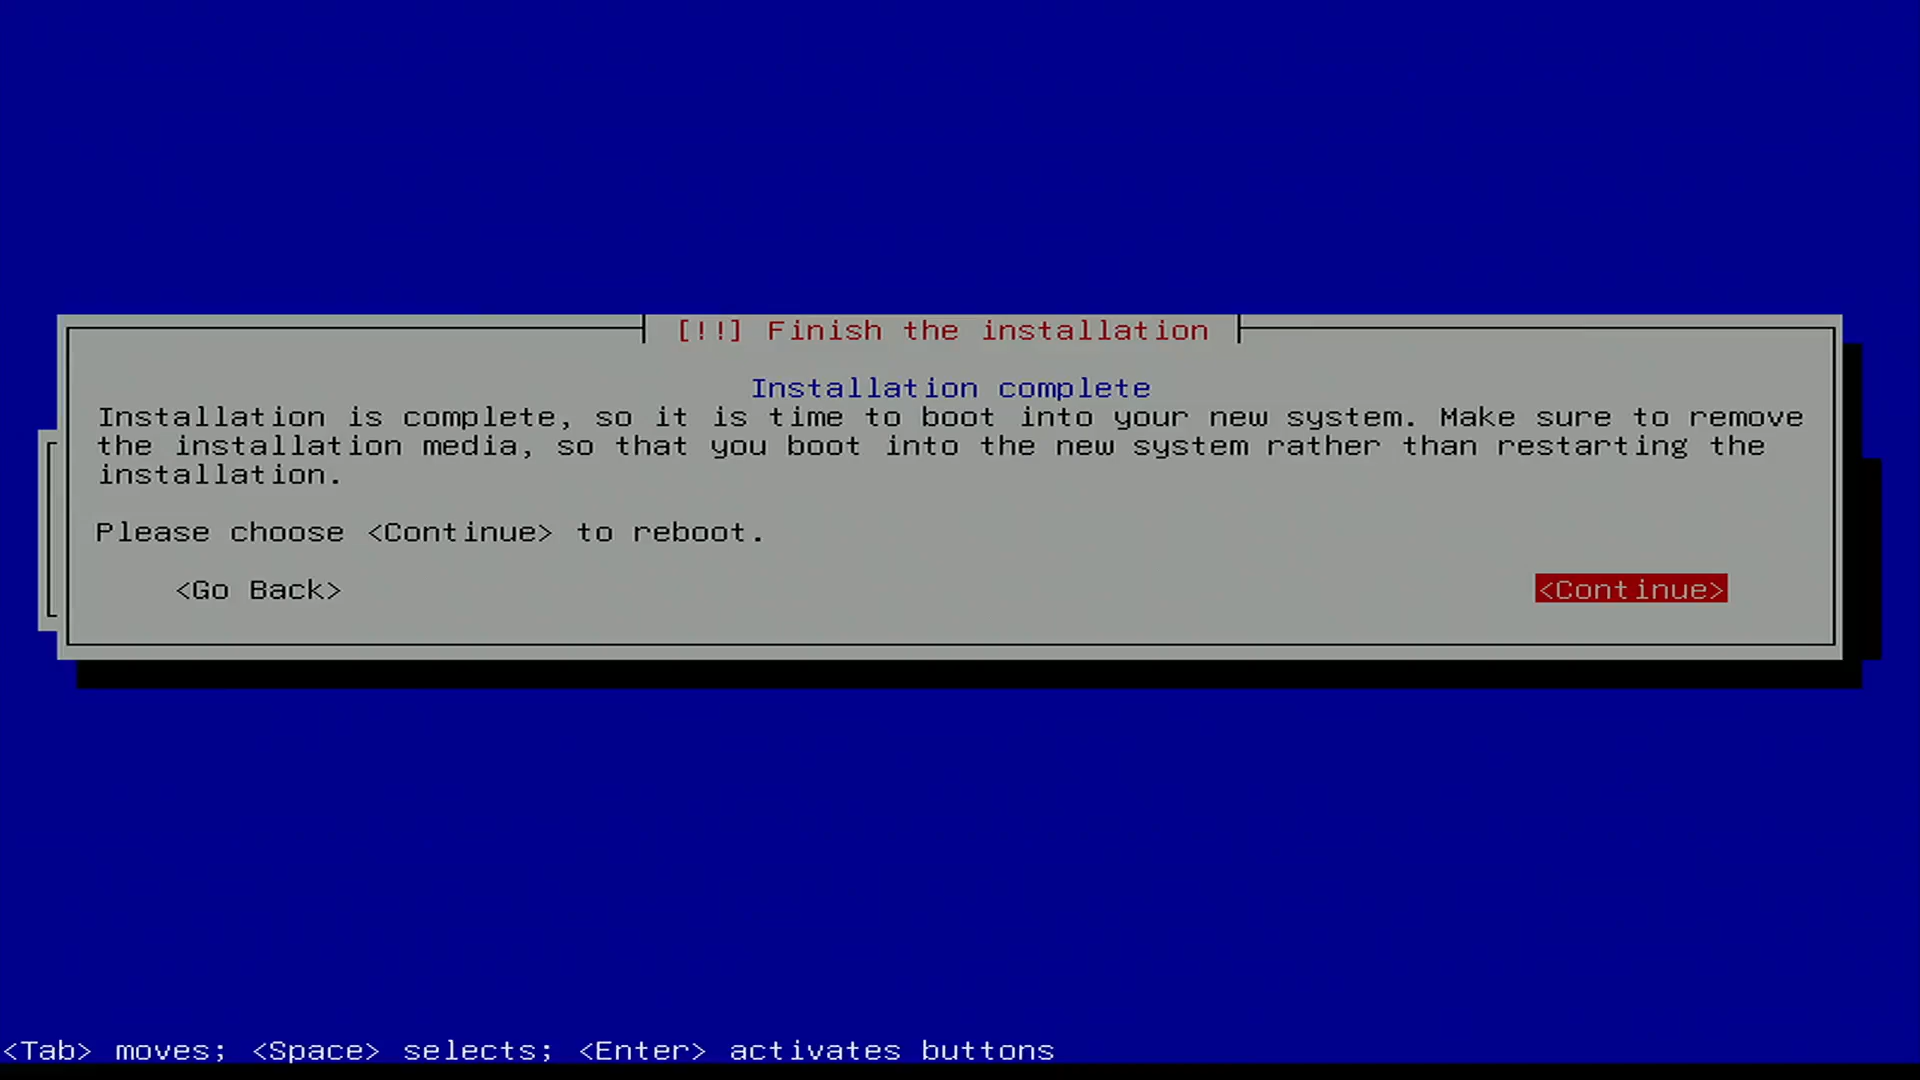 [!!] Finish the installation
Installation complete
Installation is complete, so it is time to boot into your new system. Make sure to remove
the installation media, so that you boot into the new system rather than restarting the
installation.
Please choose <Continue> to reboot.
<Go Back> <Continue>
<Tab> moves; <Space> selects; <Enter> activates buttons